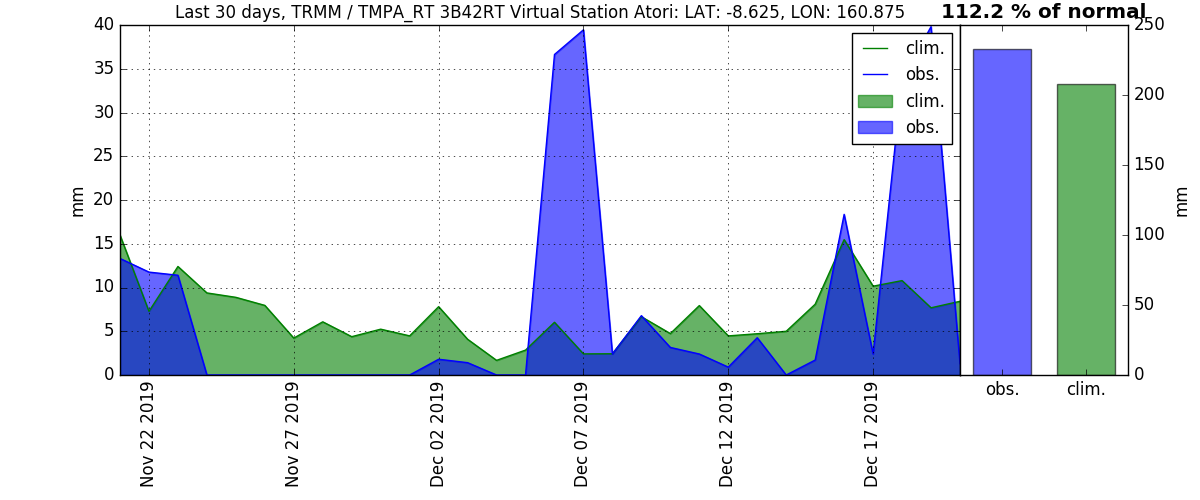 Last 30 days, TRMM / TMPA_RT 3B42RT Virtual Station Atori: LAT: -8.625, LON: 160.875
112.2 % of normal
40
35
30
25
20
15
10
5
0
mm
clim.
obs.
clim.
obs.
250
200
150
100
50
0
mm
obs.
clim.
Nov 22 2019
Nov 27 2019
Dec 02 2019
Dec 07 2019
Dec 12 2019
Dec 17 2019